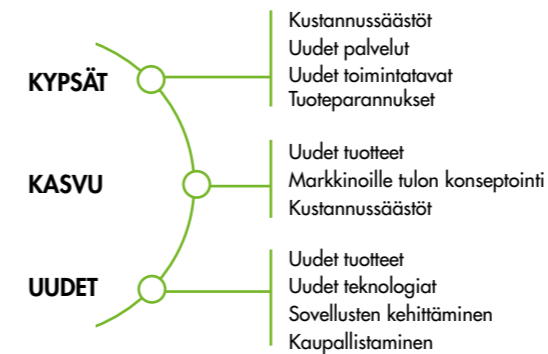 KYPSÄT
Kustannussäästöt
Uudet palvelut
Uudet toimintatavat
Tuoteparannukset
KASVU
Uudet tuotteet
Markkinoille tulon konseptointi
Kustannussäästöt
UUDET
Uudet tuotteet
Uudet teknologiat
Sovellusten kehittäminen
Kaupallistaminen